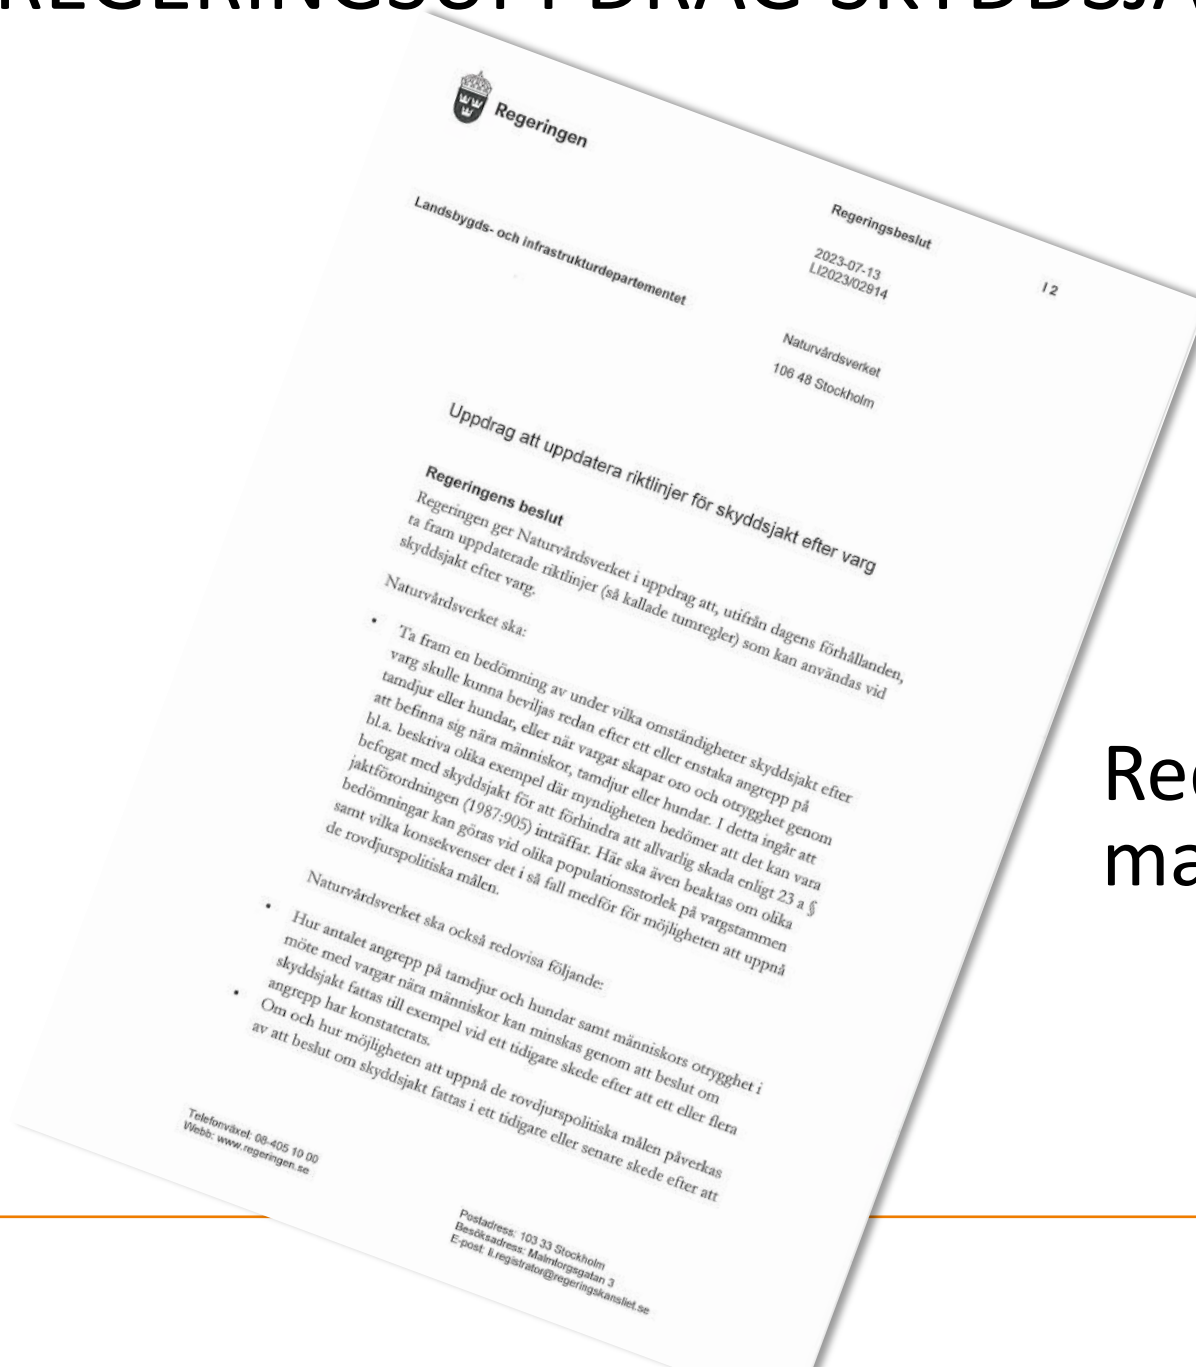 REGERINGSUPPDRAG SKYDDSJA
Regeringen
Landsbygds- och infrastrukturdepartementet
Regeringsbeslut
2023-07-13
LI2023/02914
I 2
Naturvårdsverket
106 48 Stockholm
Uppdrag att uppdatera riktlinjer för skyddsjakt efter varg
Regeringens beslut
Regeringen ger Naturvårdsverket i uppdrag att, utifrån dagens förhållanden,
ta fram uppdaterade riktlinjer (så kallade tumregler) som kan användas vid
skyddsjakt efter varg.
Naturvårdsverket ska:
• Ta fram en bedömning av under vilka omständigheter skyddsjakt efter
varg skulle kunna beviljas redan efter ett eller enstaka angrepp på
tamdjur eller hundar, eller när vargar skapar oro och otrygghet genom
att befinna sig nära människor, tamdjur eller hundar. I detta ingår att
bl.a. beskriva olika exempel där myndigheten bedömer att det kan vara
befogat med skyddsjakt för att förhindra att allvarlig skada enligt 23 a §
jaktförordningen (1987:905) inträffar. Här ska även beaktas om olika
bedömningar kan göras vid olika populationsstorlek på vargstammen
samt vilka konsekvenser det i så fall medför för möjligheten att uppnå
de rovdjurspolitiska målen.
Naturvårdsverket ska också redovisa följande:
• Hur antalet angrepp på tamdjur och hundar samt människors otrygghet i
möte med vargar nära människor kan minskas genom att beslut om
skyddsjakt fattas till exempel vid ett tidigare skede efter att ett eller flera
angrepp har konstaterats.
• Om och hur möjligheten att uppnå de rovdjurspolitiska målen påverkas
av att beslut om skyddsjakt fattas i ett tidigare eller senare skede efter att
Telefonväxel: 08-405 10 00
Webb: www.regeringen.se
Postadress: 103 33 Stockholm
Besöksadress: Malmtorgsgatan 3
E-post: li.registrator@regeringskansliet.se
Red
ma